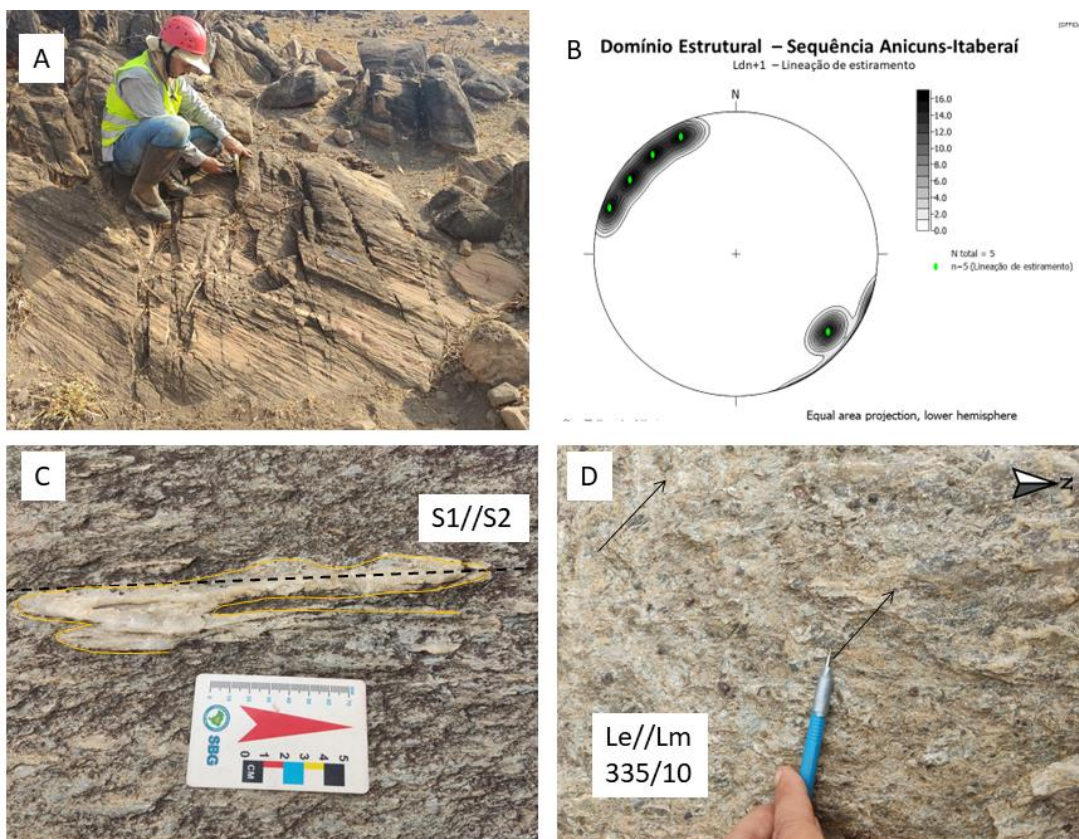 A
B
Domínio Estrutural – Sequência Anicuns-Itaberaí
Ldn+1 – Lineação de estiramento
N
16.0
14.0
12.0
10.0
8.0
6.0
4.0
2.0
0.0
N total = 5
n=5 (Lineação de estiramento)
Equal area projection, lower hemisphere
C
S1//S2
SBG
CM
0 1 2 3 4 5
D
N
Le//Lm
335/10